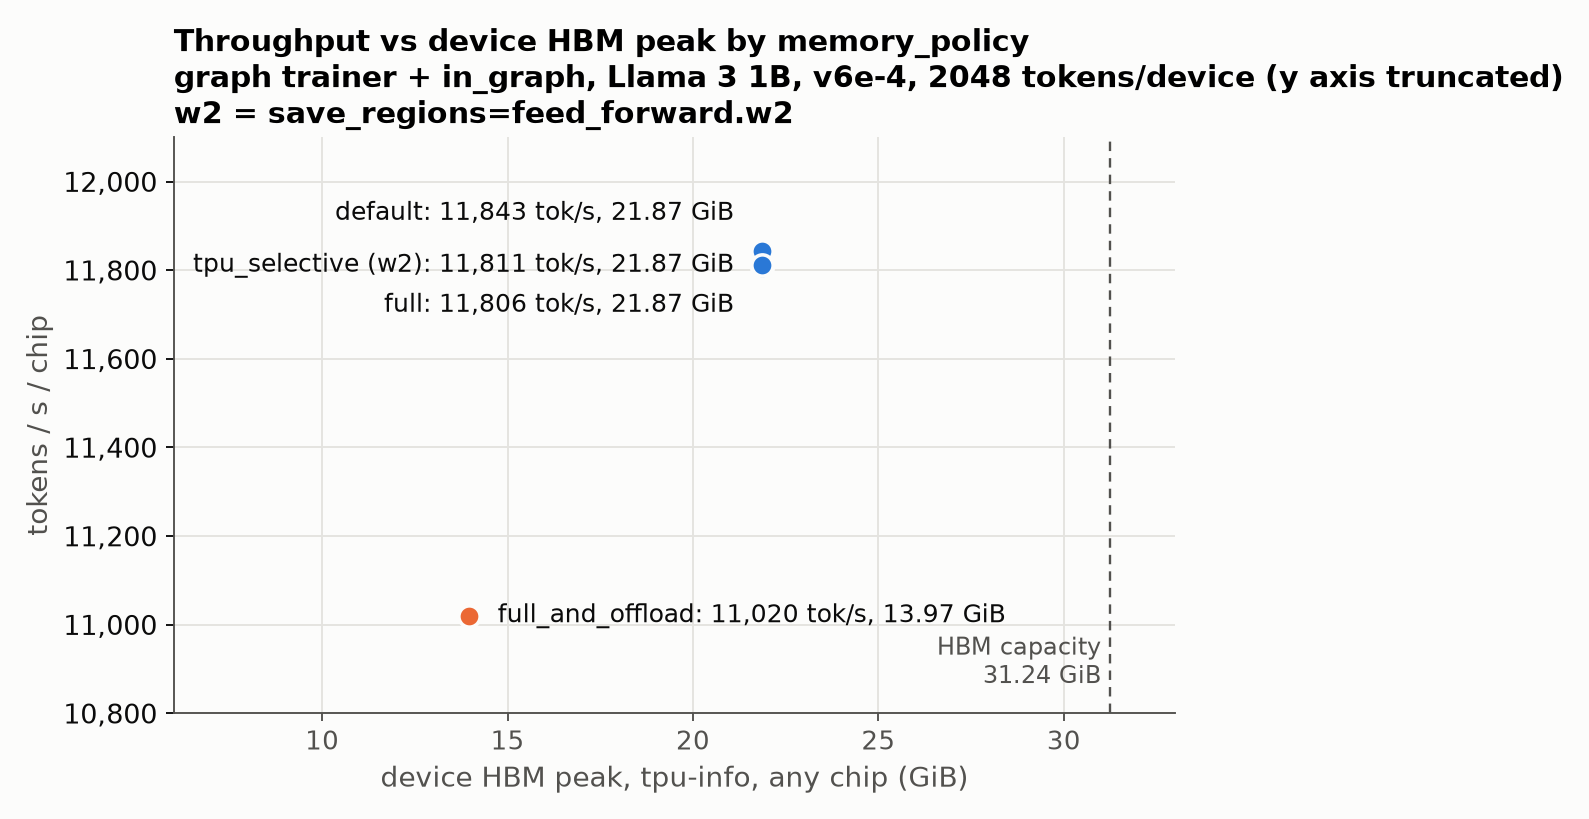 Throughput vs device HBM peak by memory_policy
graph trainer + in_graph, Llama 3 1B, v6e-4, 2048 tokens/device (y axis truncated)
w2 = save_regions=feed_forward.w2
tokens / s / chip
12,000
11,800
11,600
11,400
11,200
11,000
10,800
default: 11,843 tok/s, 21.87 GiB
tpu_selective (w2): 11,811 tok/s, 21.87 GiB
full: 11,806 tok/s, 21.87 GiB
full_and_offload: 11,020 tok/s, 13.97 GiB
HBM capacity
31.24 GiB
10
15
20
25
30
device HBM peak, tpu-info, any chip (GiB)